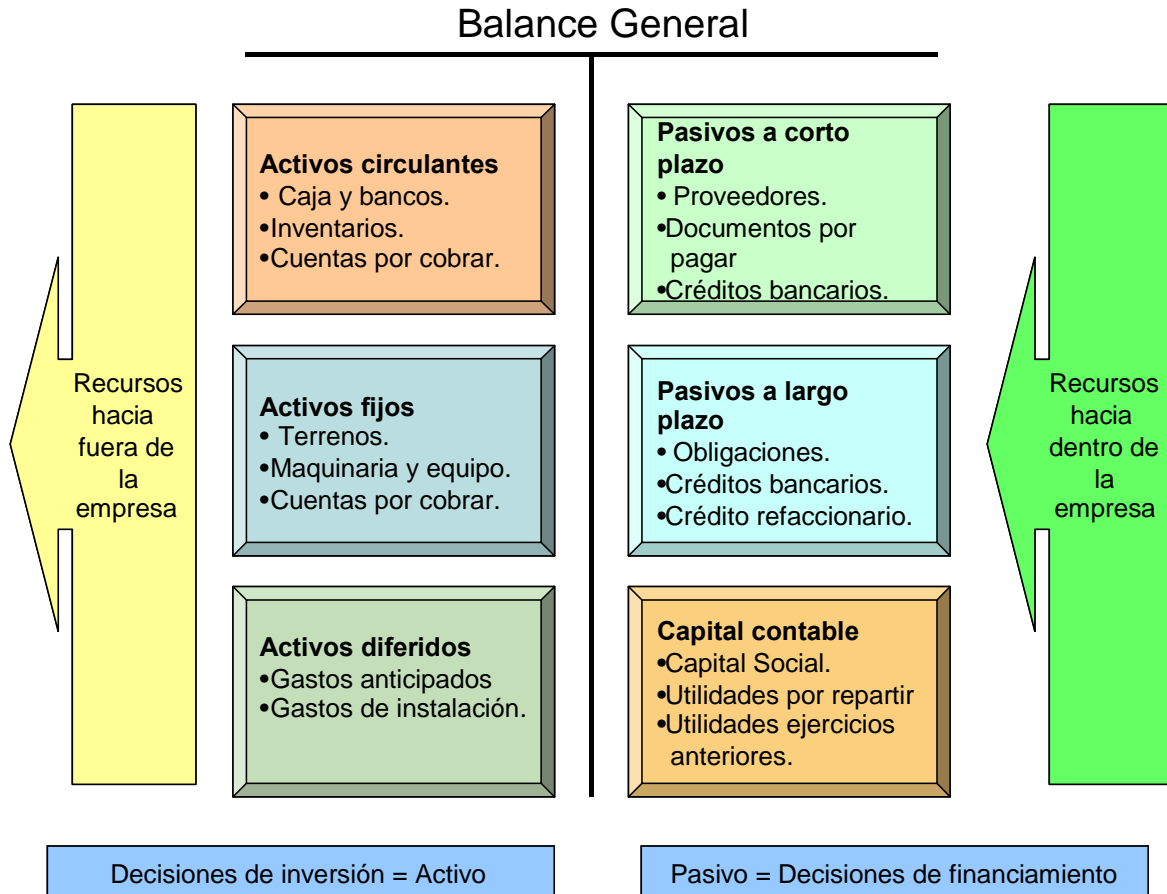 Balance General
Recursos
hacia
fuera de
la
empresa
Activos circulantes
• Caja y bancos.
•Inventarios.
•Cuentas por cobrar.
Activos fijos
• Terrenos.
•Maquinaria y equipo.
•Cuentas por cobrar.
Activos diferidos
•Gastos anticipados
•Gastos de instalación.
Pasivos a corto
plazo
• Proveedores.
•Documentos por
pagar
•Créditos bancarios.
Pasivos a largo
plazo
• Obligaciones.
•Créditos bancarios.
•Crédito refaccionario.
Capital contable
•Capital Social.
•Utilidades por repartir
•Utilidades ejercicios
anteriores.
Recursos
hacia
dentro de
la
empresa
Decisiones de inversión = Activo
Pasivo = Decisiones de financiamiento